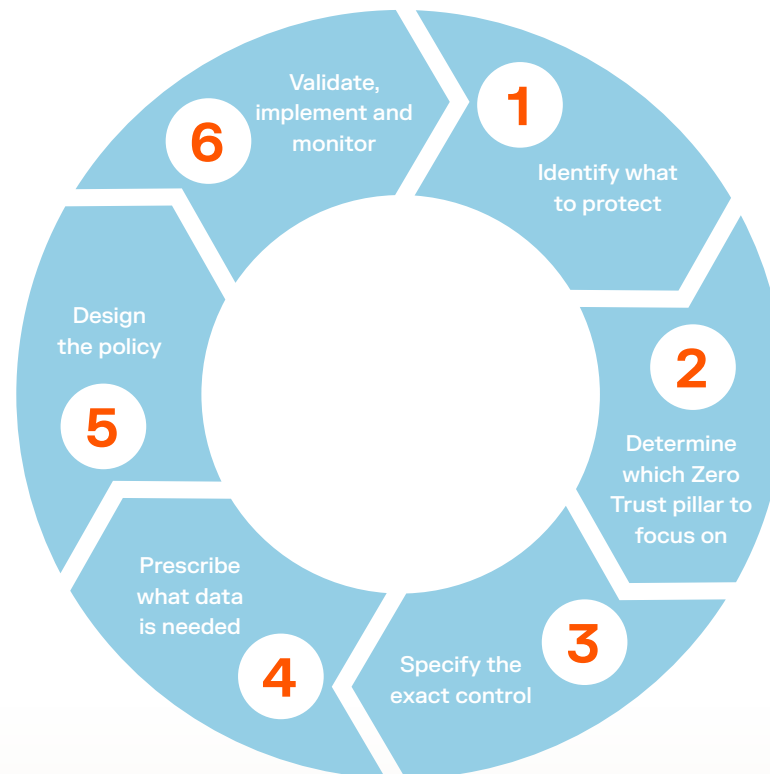 1
Identify what
to protect
2
Determine
which Zero
Trust pillar to
focus on
3
Specify the
exact control
4
Prescribe
what data
is needed
5
Design
the policy
6
Validate,
implement and
monitor